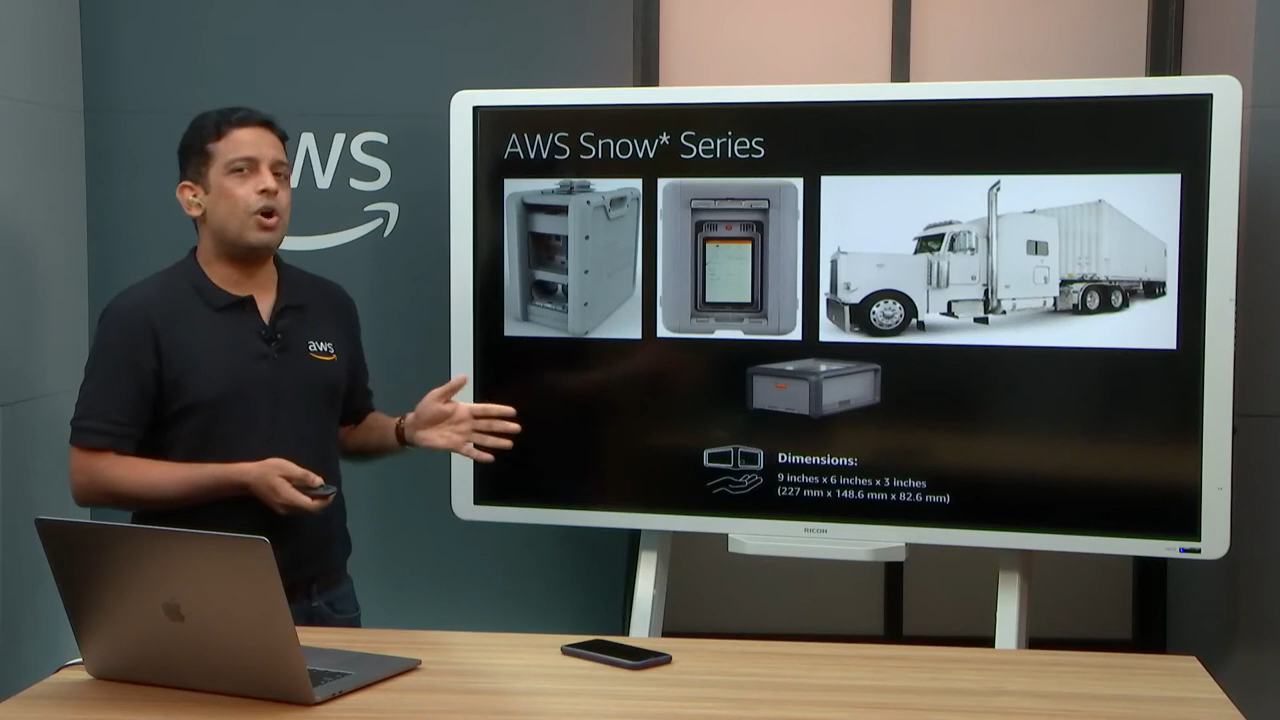 aws
AWS Snow* Series
aws
Dimensions:
9 inches x 6 inches x 3 inches
(227 mm x 148.6 mm x 82.6 mm)
RICOH